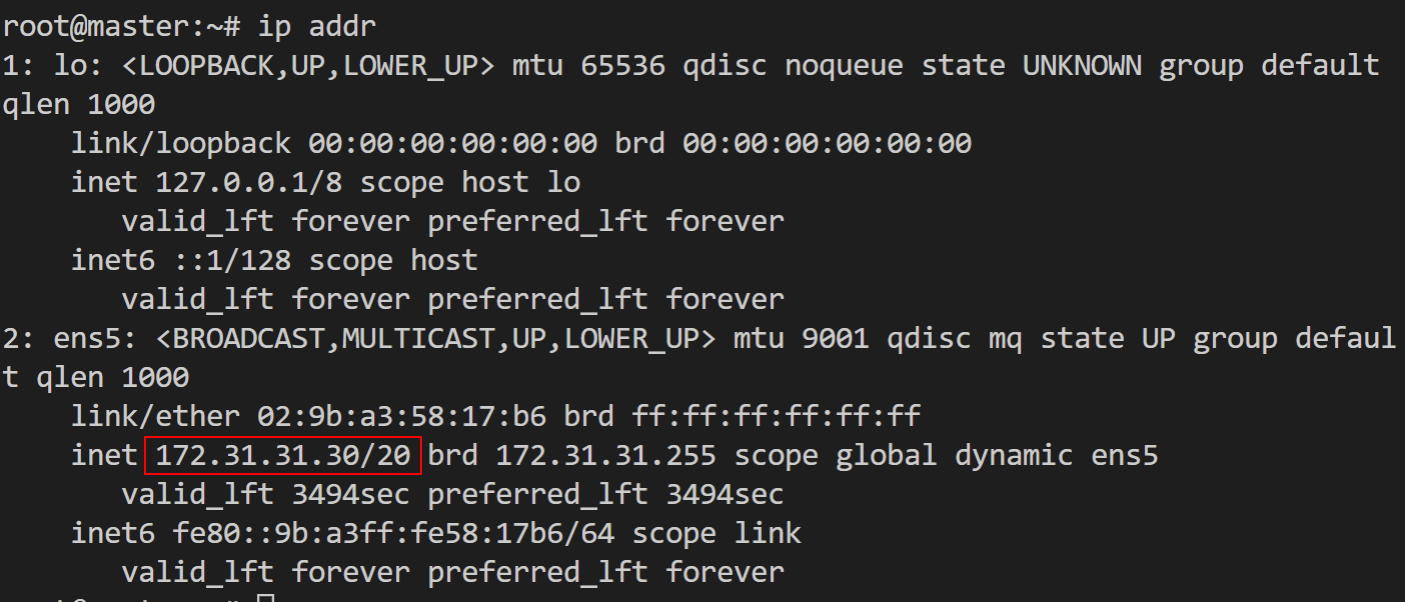 root@master:~# ip addr
1: lo: <LOOPBACK,UP,LOWER_UP> mtu 65536 qdisc noqueue state UNKNOWN group default
qlen 1000
link/loopback 00:00:00:00:00:00 brd 00:00:00:00:00:00
inet 127.0.0.1/8 scope host lo
valid_lft forever preferred_lft forever
inet6 ::1/128 scope host
valid_lft forever preferred_lft forever
2: ens5: <BROADCAST,MULTICAST,UP,LOWER_UP> mtu 9001 qdisc mq state UP group defaul
t qlen 1000
link/ether 02:9b:a3:58:17:b6 brd ff:ff:ff:ff:ff:ff
inet 172.31.31.30/20 brd 172.31.31.255 scope global dynamic ens5
valid_lft 3494sec preferred_lft 3494sec
inet6 fe80::9b:a3ff:fe58:17b6/64 scope link
valid_lft forever preferred_lft forever